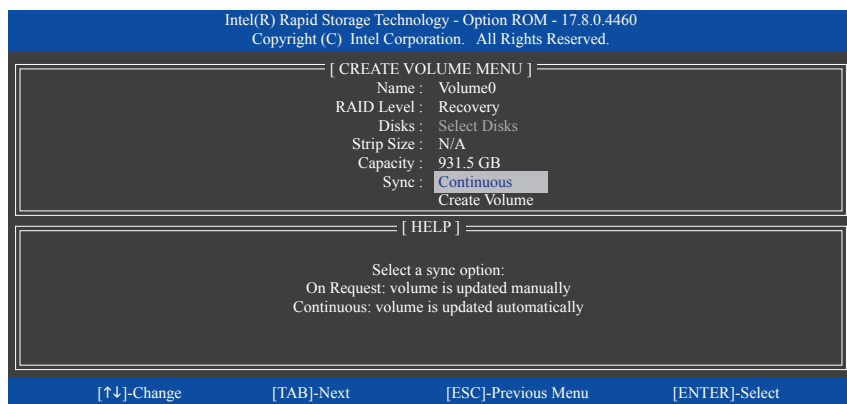 Intel(R) Rapid Storage Technology - Option ROM - 17.8.0.4460
Copyright (C) Intel Corporation. All Rights Reserved.
[ CREATE VOLUME MENU ]
Name : Volume0
RAID Level : Recovery
Disks : Select Disks
Strip Size : N/A
Capacity : 931.5 GB
Sync : Continuous
Create Volume
[ HELP ]
Select a sync option:
On Request: volume is updated manually
Continuous: volume is updated automatically
[↑↓]-Change [TAB]-Next [ESC]-Previous Menu [ENTER]-Select